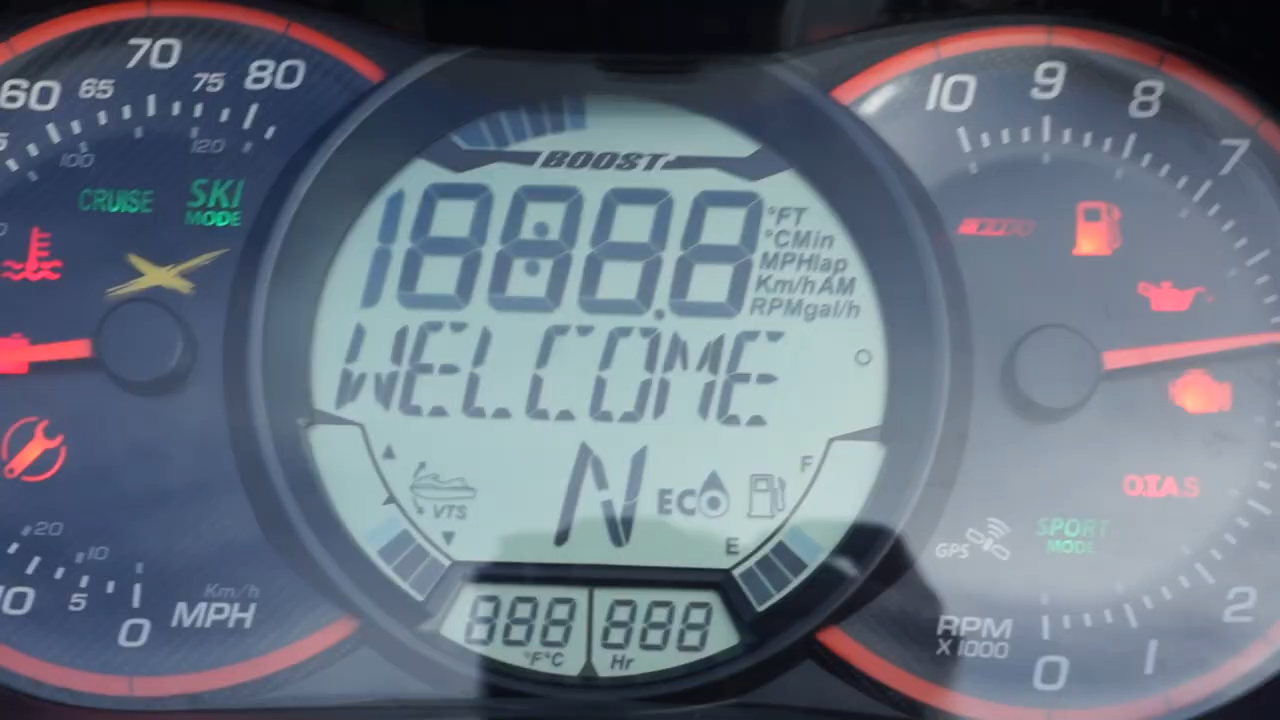 60 65 70 75 80
100 120
CRUISE SKI
MODE
20
10
10 5 0
Km/h
MPH
BOOST
18888
°FT
°CMin
MPHlap
Km/hAM
RPMgal/h
WELCOME
VTS
N
ECO
F
E
888 888
°F°C Hr
10 9 8 7
GPS
SPORT
MODE
RPM
X 1000
0 1 2